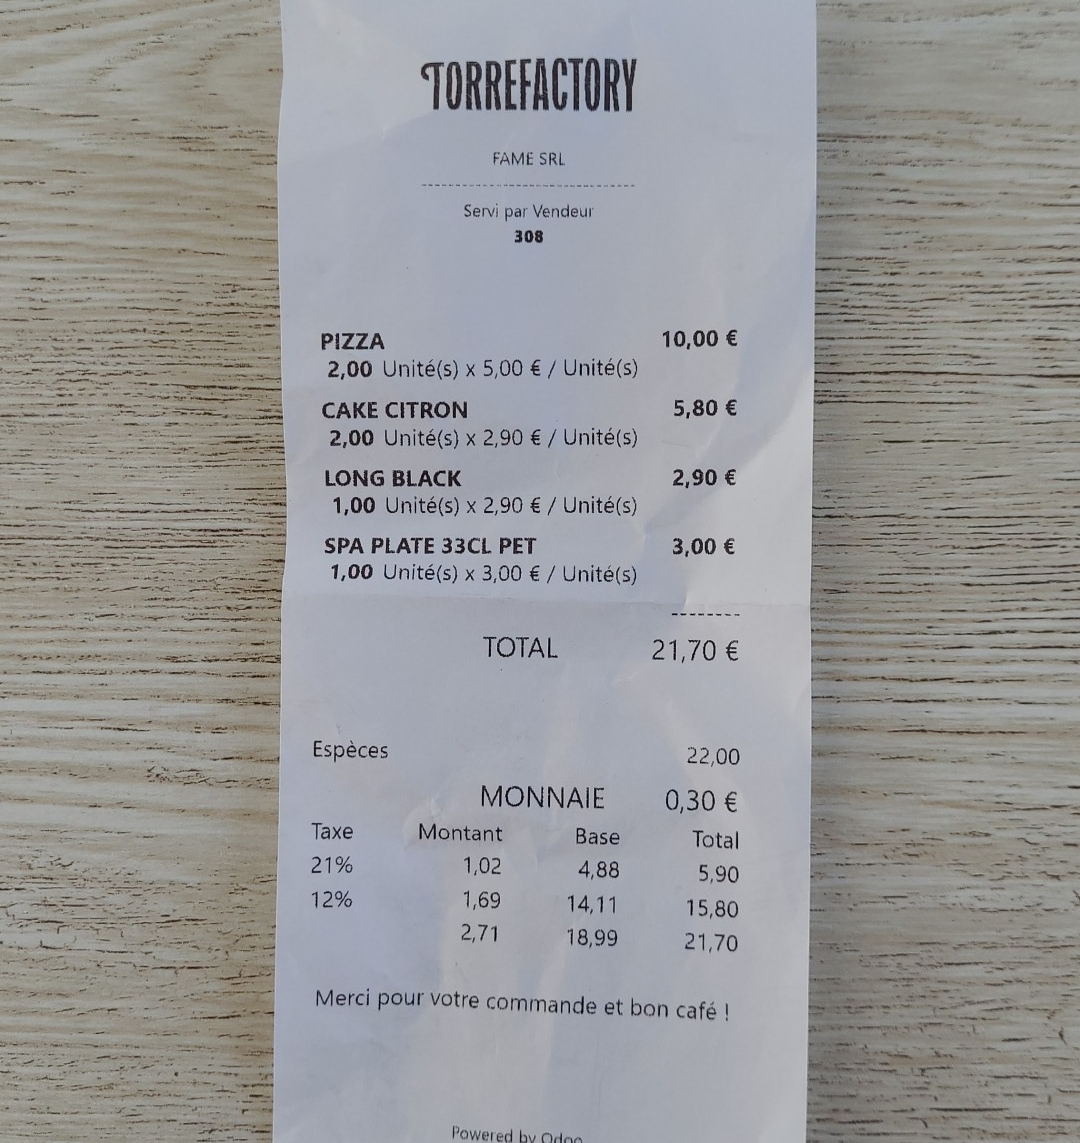 TORREFACTORY
FAME SRL
--------------------------------
Servi par Vendeur
308
PIZZA 10,00 €
2,00 Unité(s) x 5,00 € / Unité(s)
CAKE CITRON 5,80 €
2,00 Unité(s) x 2,90 € / Unité(s)
LONG BLACK 2,90 €
1,00 Unité(s) x 2,90 € / Unité(s)
SPA PLATE 33CL PET 3,00 €
1,00 Unité(s) x 3,00 € / Unité(s)
--------
TOTAL 21,70 €
Espèces 22,00
MONNAIE 0,30 €
Taxe Montant Base Total
21% 1,02 4,88 5,90
12% 1,69 14,11 15,80
2,71 18,99 21,70
Merci pour votre commande et bon café !
Powered by Odoo